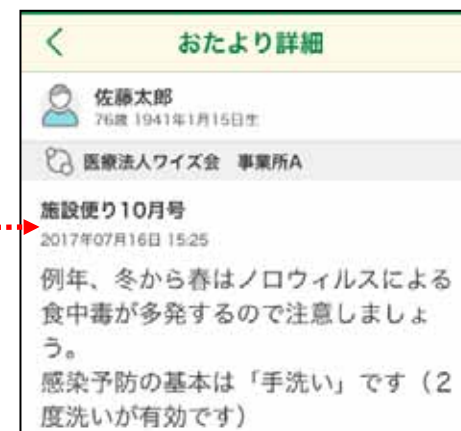 おたより詳細
佐藤太郎
76歳 1941年1月15日生
医療法人ワイズ会 事業所A
施設便り10月号
2017年07月16日 15:25
例年、冬から春はノロウィルスによる
食中毒が多発するので注意しましょ
う。
感染予防の基本は「手洗い」です(2
度洗いが有効です)